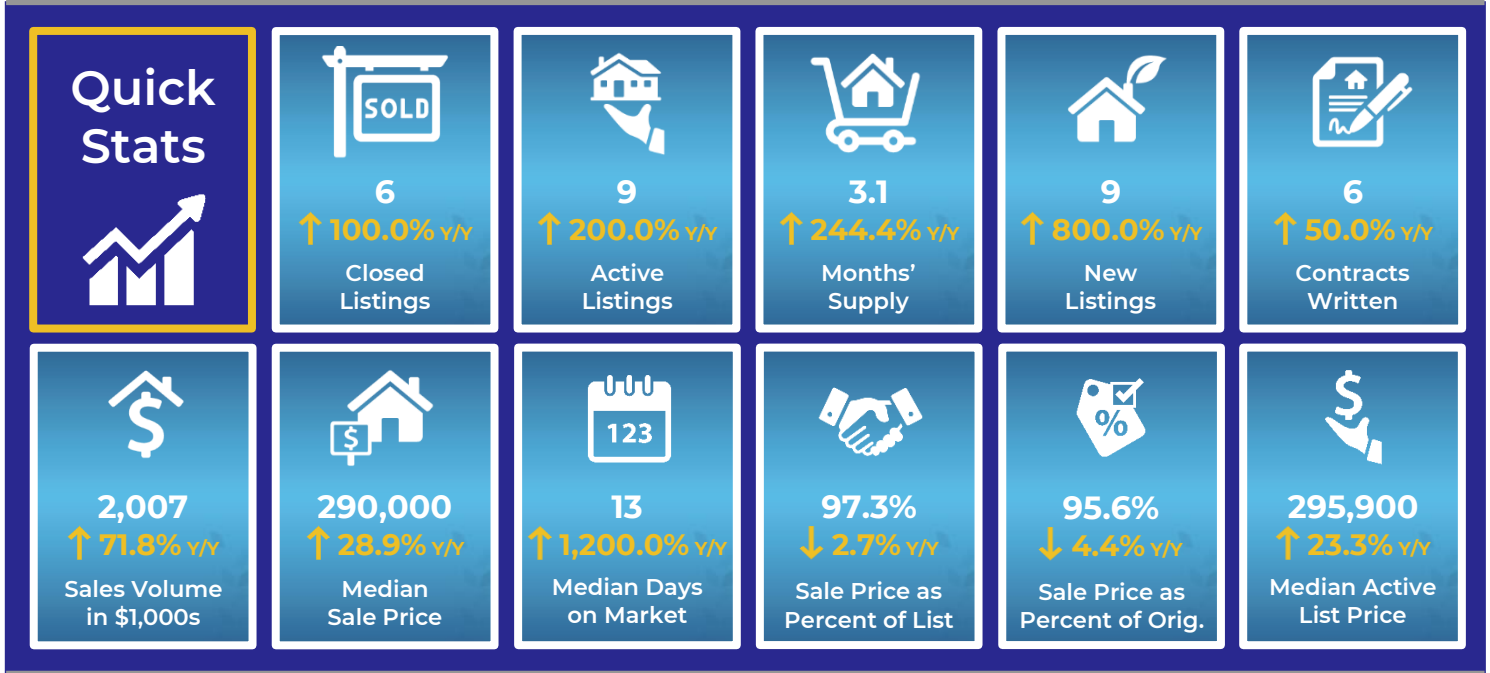 Quick
Stats
SOLD
6
↑ 100.0% Y/Y
Closed
Listings
9
↑ 200.0% Y/Y
Active
Listings
3.1
↑ 244.4% Y/Y
Months’
Supply
9
↑ 800.0% Y/Y
New
Listings
6
↑ 50.0% Y/Y
Contracts
Written
$
2,007
↑ 71.8% Y/Y
Sales Volume
in $1,000s
$
290,000
↑ 28.9% Y/Y
Median
Sale Price
123
13
↑ 1,200.0% Y/Y
Median Days
on Market
97.3%
↓ 2.7% Y/Y
Sale Price as
Percent of List
%
95.6%
↓ 4.4% Y/Y
Sale Price as
Percent of Orig.
$
295,900
↑ 23.3% Y/Y
Median Active
List Price